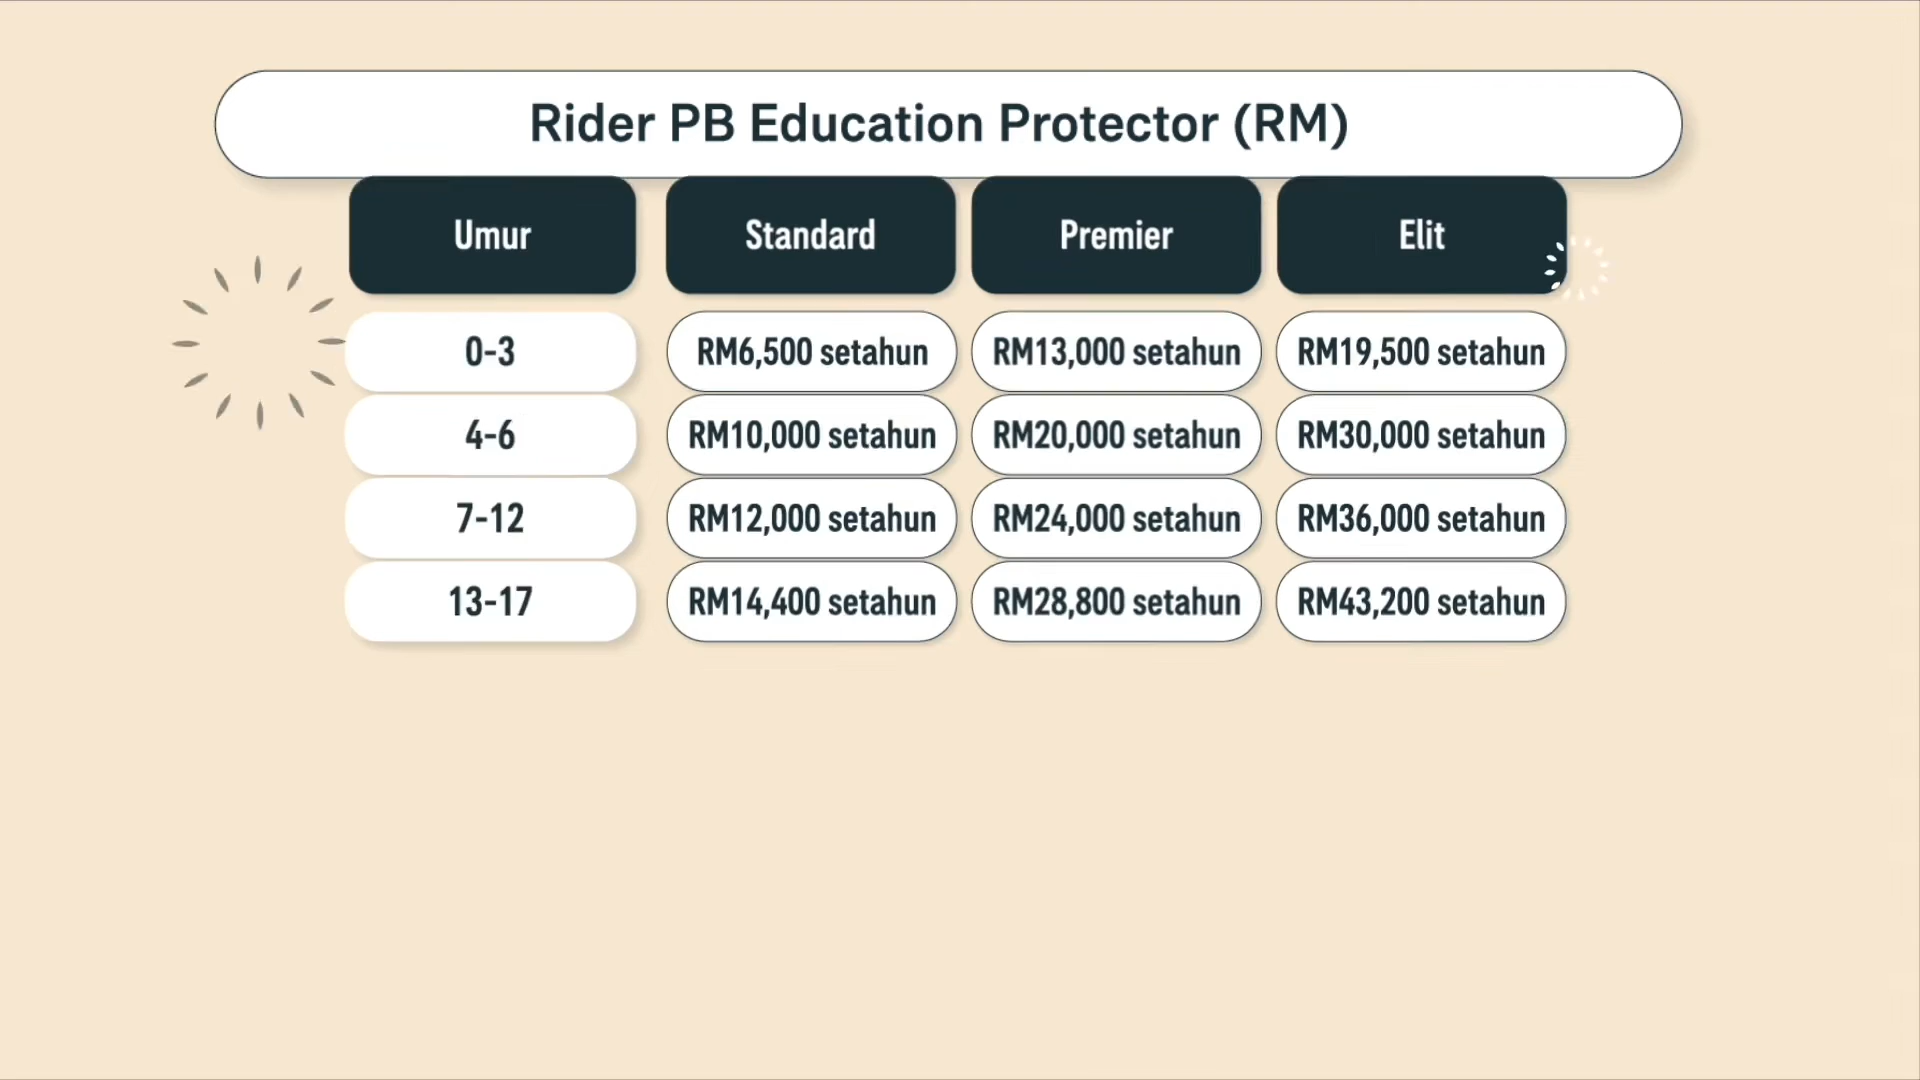 Rider PB Education Protector (RM)
Umur Standard Premier Elit
0-3 RM6,500 setahun RM13,000 setahun RM19,500 setahun
4-6 RM10,000 setahun RM20,000 setahun RM30,000 setahun
7-12 RM12,000 setahun RM24,000 setahun RM36,000 setahun
13-17 RM14,400 setahun RM28,800 setahun RM43,200 setahun